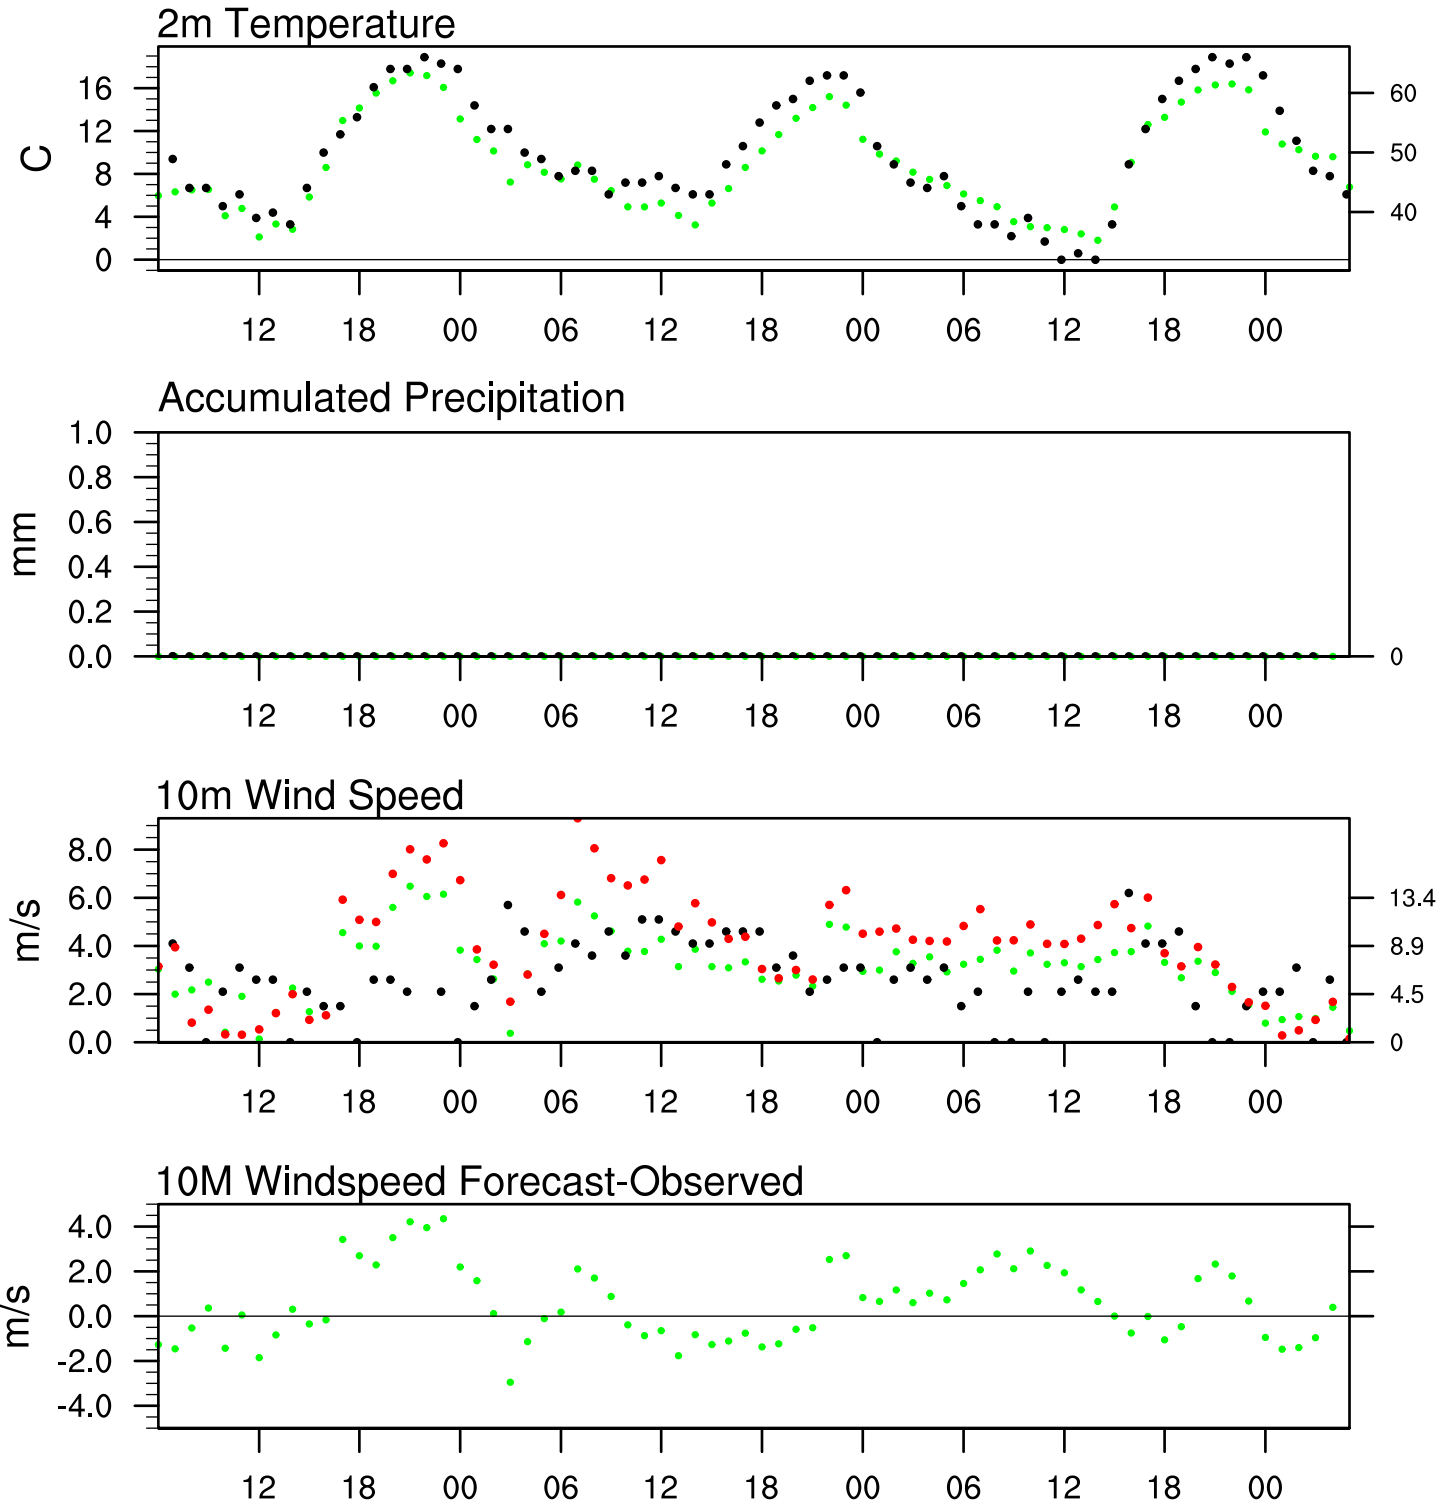 2m Temperature
C
16
12
8
4
0
60
50
40
12 18 00 06 12 18 00 06 12 18 00
Accumulated Precipitation
mm
1.0
0.8
0.6
0.4
0.2
0.0
0
12 18 00 06 12 18 00 06 12 18 00
10m Wind Speed
m/s
8.0
6.0
4.0
2.0
0.0
13.4
8.9
4.5
0
12 18 00 06 12 18 00 06 12 18 00
10M Windspeed Forecast-Observed
m/s
4.0
2.0
0.0
-2.0
-4.0
12 18 00 06 12 18 00 06 12 18 00